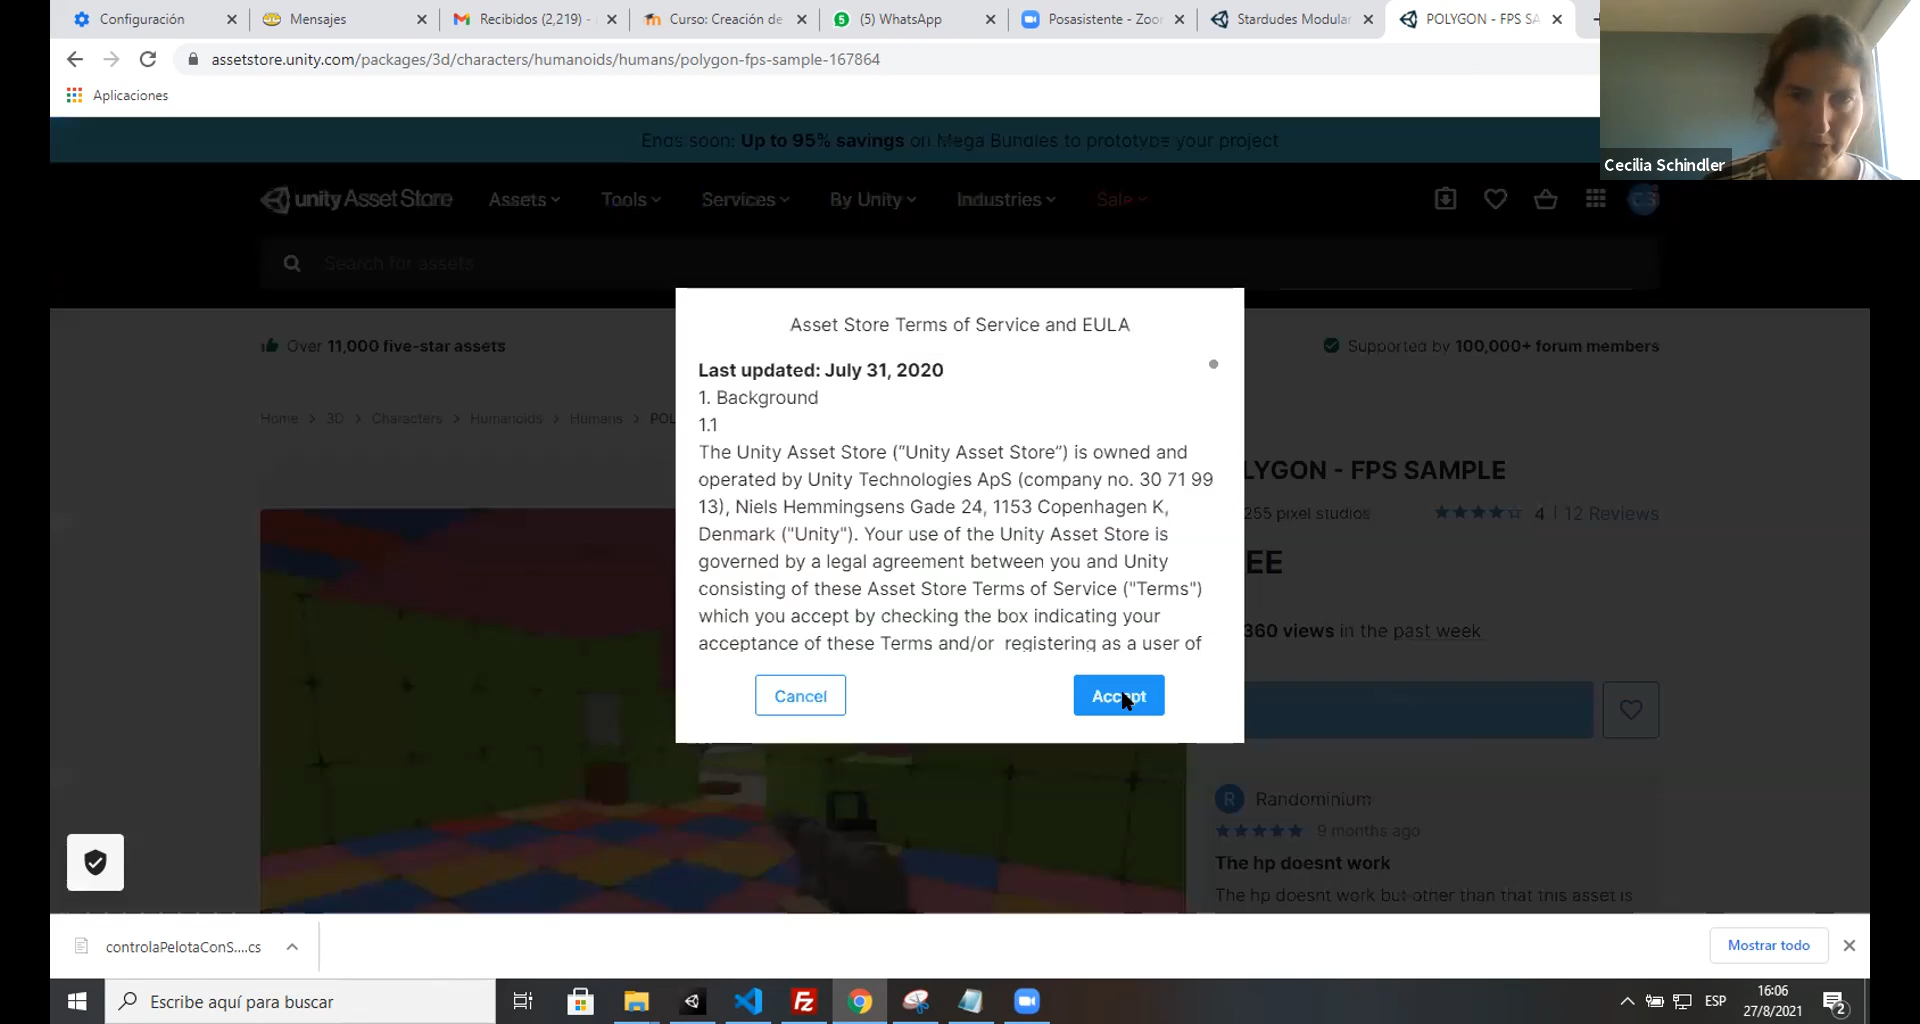 Configuración
Mensajes
Recibidos (2,219) -
Curso: Creación de
(5) WhatsApp
Posasistente - Zoo
Stardudes Modular
POLYGON - FPS SA
assetstore.unity.com/packages/3d/characters/humanoids/humans/polygon-fps-sample-167864
Aplicaciones
Cecilia Schindler
Ends soon: Up to 95% savings on Mega Bundles to prototype your project
unity Asset Store
Assets
Tools
Services
By Unity
Industries
Sale
CS
Search for assets
Over 11,000 five-star assets
Supported by 100,000+ forum members
Home > 3D > Characters > Humanoids > Humans > POL
Asset Store Terms of Service and EULA
Last updated: July 31, 2020
1. Background
1.1
The Unity Asset Store (“Unity Asset Store”) is owned and
operated by Unity Technologies ApS (company no. 30 71 99
13), Niels Hemmingsens Gade 24, 1153 Copenhagen K,
Denmark ("Unity"). Your use of the Unity Asset Store is
governed by a legal agreement between you and Unity
consisting of these Asset Store Terms of Service ("Terms")
which you accept by checking the box indicating your
acceptance of these Terms and/or registering as a user of
Cancel
Accept
LYGON - FPS SAMPLE
255 pixel studios
4 | 12 Reviews
EE
360 views in the past week
R Randominium
9 months ago
The hp doesnt work
The hp doesnt work but other than that this asset is
controlaPelotaConS....cs
Mostrar todo
Escribe aquí para buscar
ESP
16:06
27/8/2021
2